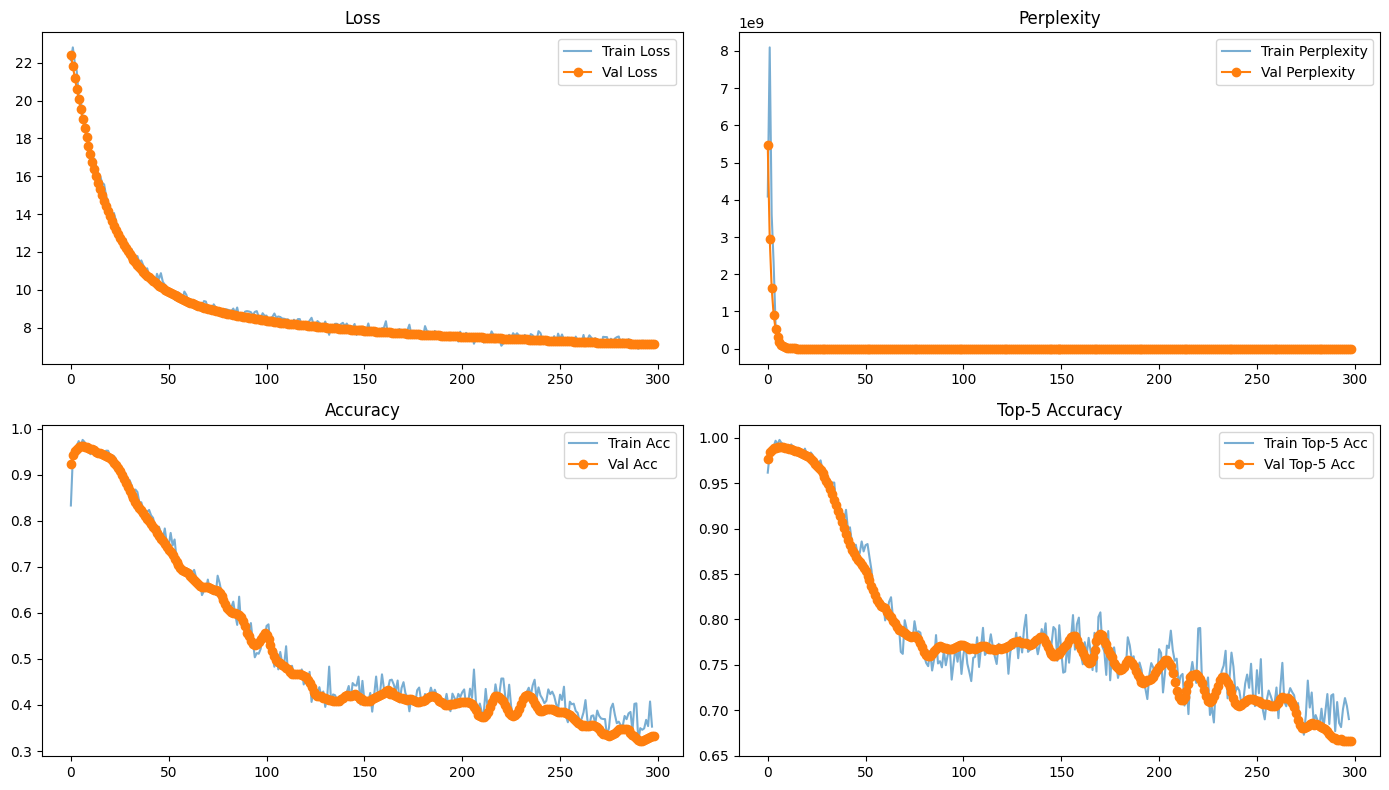 Loss
22
20
18
16
14
12
10
8
0 50 100 150 200 250 300
Train Loss
Val Loss
Perplexity
1e9
8
7
6
5
4
3
2
1
0
0 50 100 150 200 250 300
Train Perplexity
Val Perplexity
Accuracy
1.0
0.9
0.8
0.7
0.6
0.5
0.4
0.3
0 50 100 150 200 250 300
Train Acc
Val Acc
Top-5 Accuracy
1.00
0.95
0.90
0.85
0.80
0.75
0.70
0.65
0 50 100 150 200 250 300
Train Top-5 Acc
Val Top-5 Acc